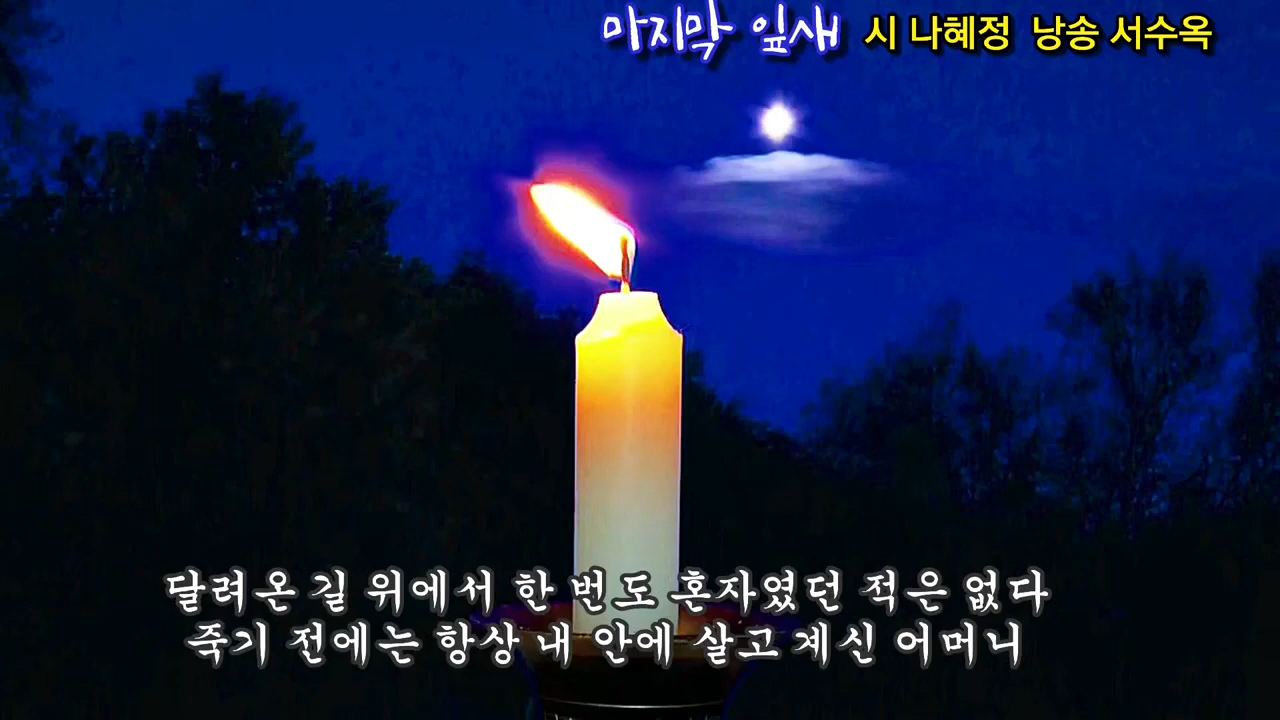 마지막 잎새 시 나혜정 낭송 서수옥
달려온 길 위에서 한 번도 혼자였던 적은 없다
죽기 전에는 항상 내 안에 살고 계신 어머니